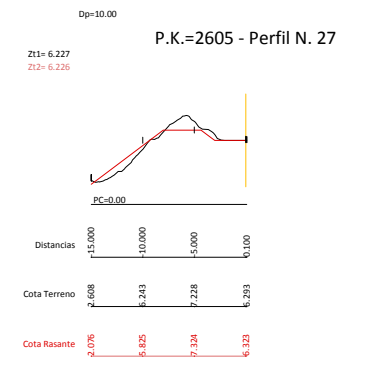 Dp=10.00
P.K.=2605 - Perfil N. 27
Zt1= 6.227
Zt2= 6.226
PC=0.00
Distancias -15.000 -10.000 -5.000 0.100
Cota Terreno 2.608 6.243 7.228 6.293
Cota Rasante 2.076 5.825 7.324 6.323